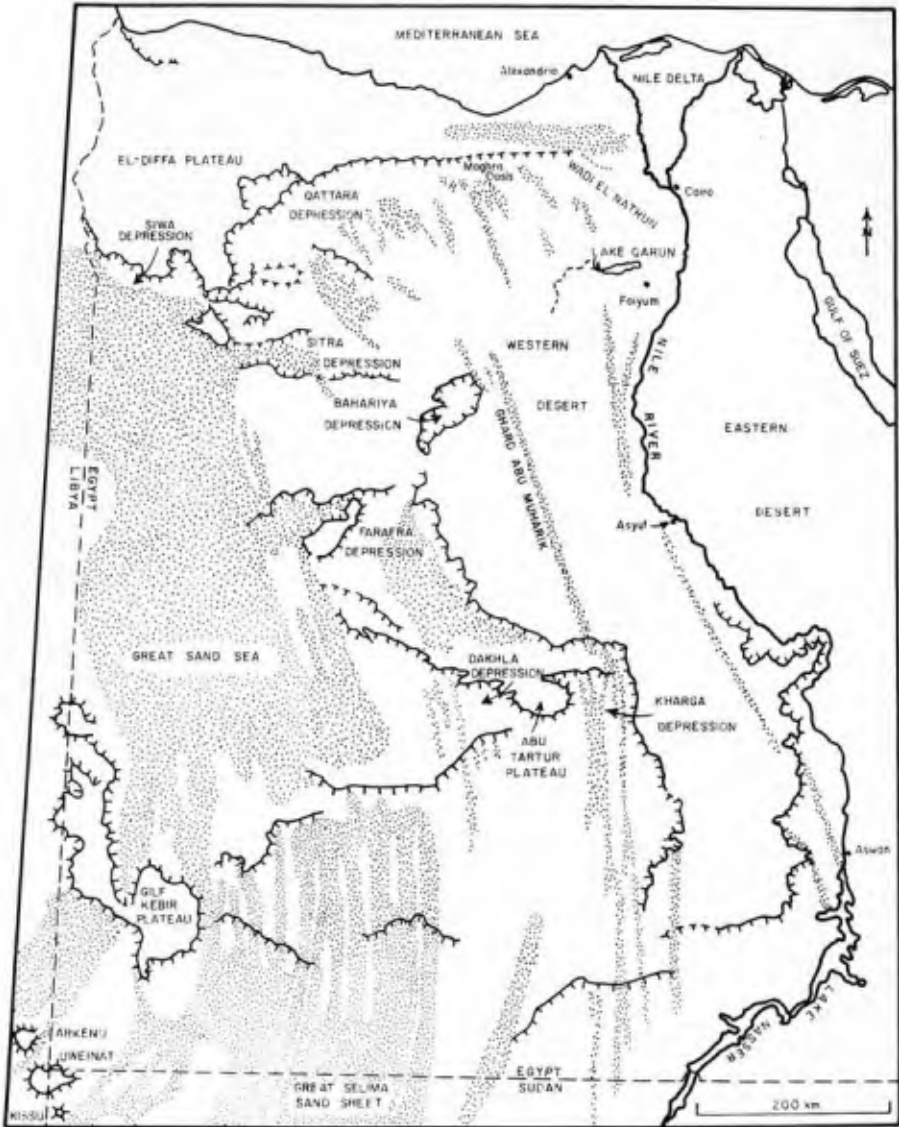 MEDITERRANEAN SEA
Alexandria
NILE DELTA
EL-DIFFA PLATEAU
Moghra
Oasis
WADI EL NATRUN
Cairo
QATTARA
DEPRESSION
SIWA
DEPRESSION
N
LAKE QARUN
Faiyum
GULF OF SUEZ
SITRA
DEPRESSION
WESTERN
DESERT
NILE
RIVER
BAHARIYA
DEPRESSION
EASTERN
DESERT
GHARD ABU MUHARIK
EGYPT
LIBYA
FARAFRA
DEPRESSION
Asyut
GREAT SAND SEA
DAKHLA
DEPRESSION
KHARGA
DEPRESSION
ABU
TARTUR
PLATEAU
Aswan
GILF
KEBIR
PLATEAU
LAKE
NASSER
ARKENU
UWEINAT
EGYPT
SUDAN
GREAT SELIMA
SAND SHEET
KISSU
200 km